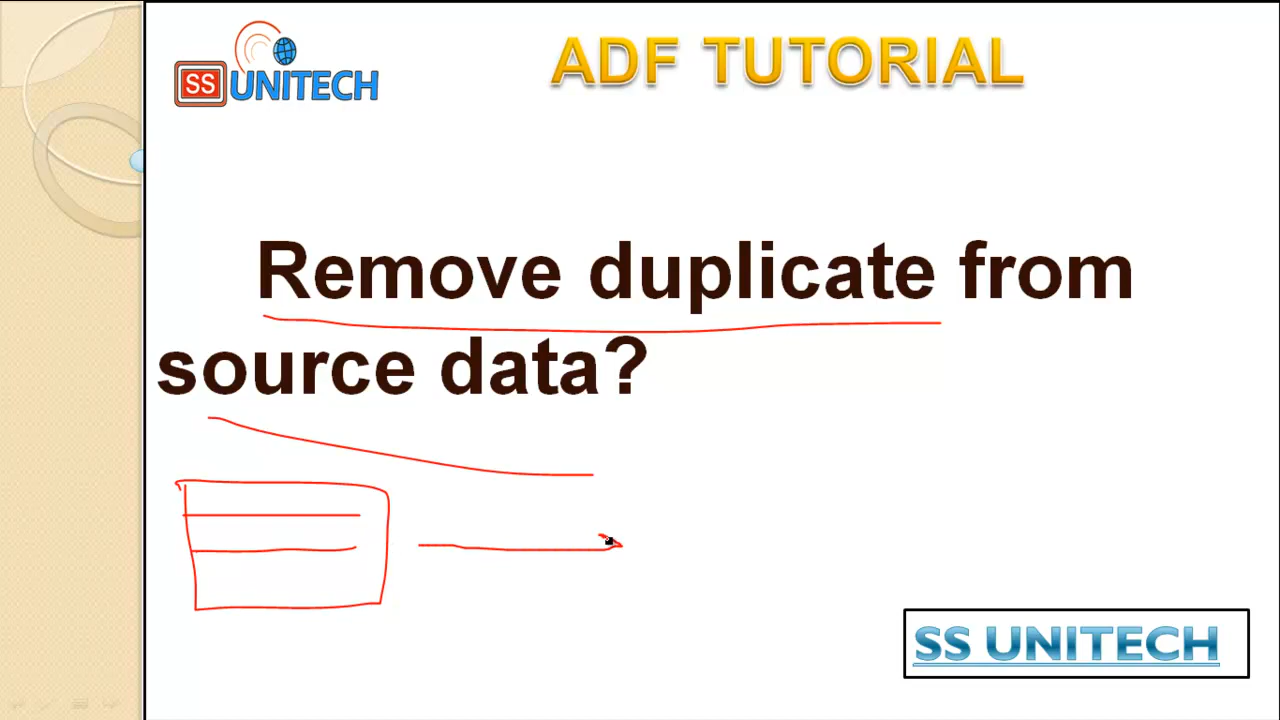 SS UNITECH
ADF TUTORIAL
Remove duplicate from
source data?
SS UNITECH